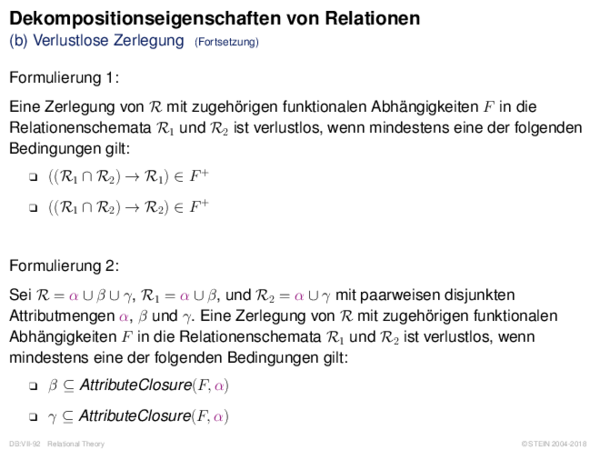 Dekompositionseigenschaften von Relationen
(b) Verlustlose Zerlegung (Fortsetzung)
Formulierung 1:
Eine Zerlegung von ℛ mit zugehörigen funktionalen Abhängigkeiten F in die
Relationenschemata ℛ₁ und ℛ₂ ist verlustlos, wenn mindestens eine der folgenden
Bedingungen gilt:
❑ ((ℛ₁ ∩ ℛ₂) → ℛ₁) ∈ F⁺
❑ ((ℛ₁ ∩ ℛ₂) → ℛ₂) ∈ F⁺
Formulierung 2:
Sei ℛ = α ∪ β ∪ γ, ℛ₁ = α ∪ β, und ℛ₂ = α ∪ γ mit paarweisen disjunkten
Attributmengen α, β und γ. Eine Zerlegung von ℛ mit zugehörigen funktionalen
Abhängigkeiten F in die Relationenschemata ℛ₁ und ℛ₂ ist verlustlos, wenn
mindestens eine der folgenden Bedingungen gilt:
❑ β ⊆ AttributeClosure(F, α)
❑ γ ⊆ AttributeClosure(F, α)
DB:VII-92 Relational Theory © STEIN 2004-2018